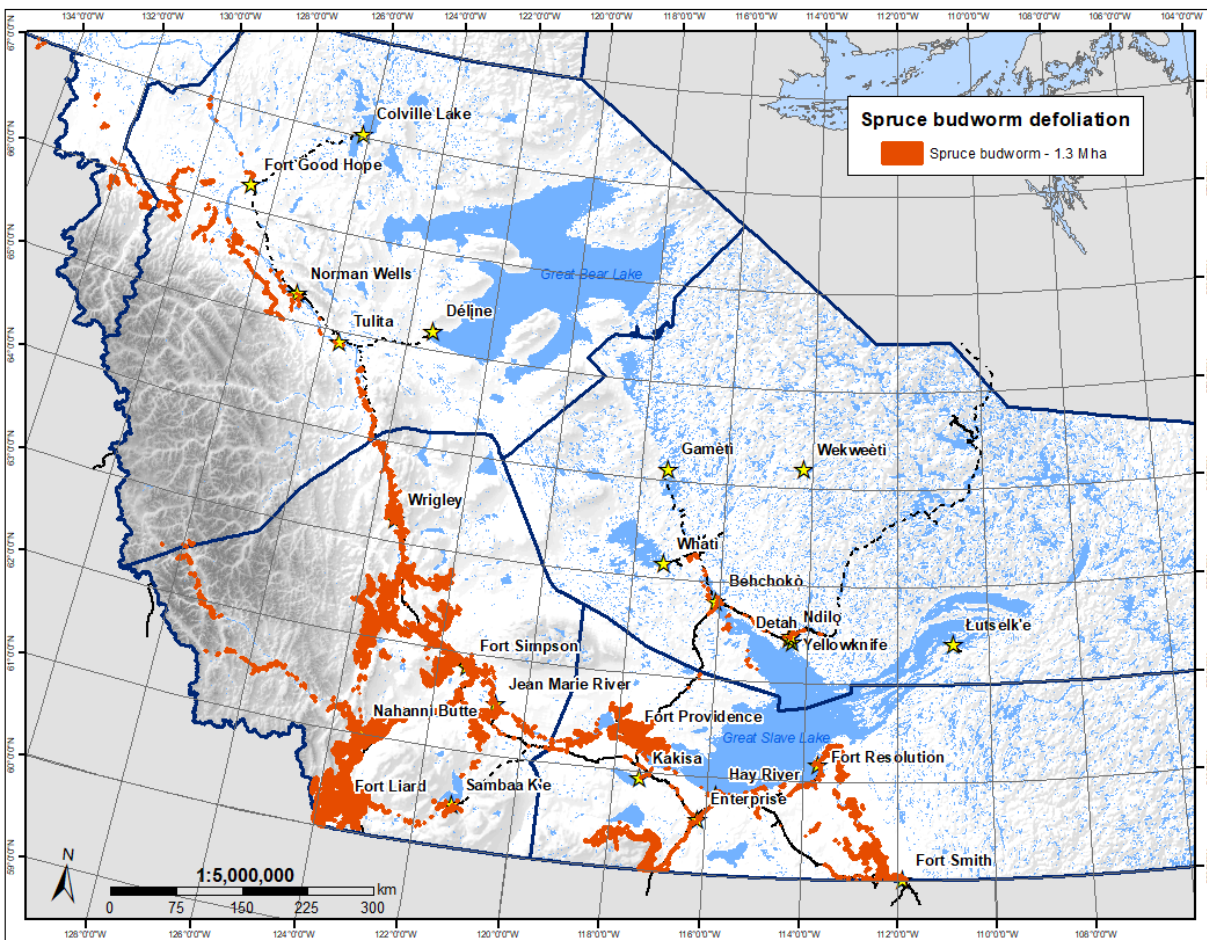 134°0'0"W 132°0'0"W 130°0'0"W 128°0'0"W 126°0'0"W 124°0'0"W 122°0'0"W 120°0'0"W 118°0'0"W 116°0'0"W 114°0'0"W 112°0'0"W 110°0'0"W 108°0'0"W 106°0'0"W 104°0'0"W
67°0'0"N
66°0'0"N
65°0'0"N
64°0'0"N
63°0'0"N
62°0'0"N
61°0'0"N
60°0'0"N
59°0'0"N
Spruce budworm defoliation
Spruce budworm - 1.3 Mha
Colville Lake
Fort Good Hope
Norman Wells
Great Bear Lake
Tulita
Délįne
Gamètì
Wekweètì
Wrigley
Whatì
Behchokò
Detah
Ndilo
Yellowknife
Łutselk'e
Fort Simpson
Jean Marie River
Nahanni Butte
Fort Providence
Great Slave Lake
Kakisa
Hay River
Fort Resolution
Fort Liard
Sambaa K'e
Enterprise
Fort Smith
N
1:5,000,000
km
0 75 150 225 300
128°0'0"W 126°0'0"W 124°0'0"W 122°0'0"W 120°0'0"W 118°0'0"W 116°0'0"W 114°0'0"W 112°0'0"W 110°0'0"W 108°0'0"W 106°0'0"W